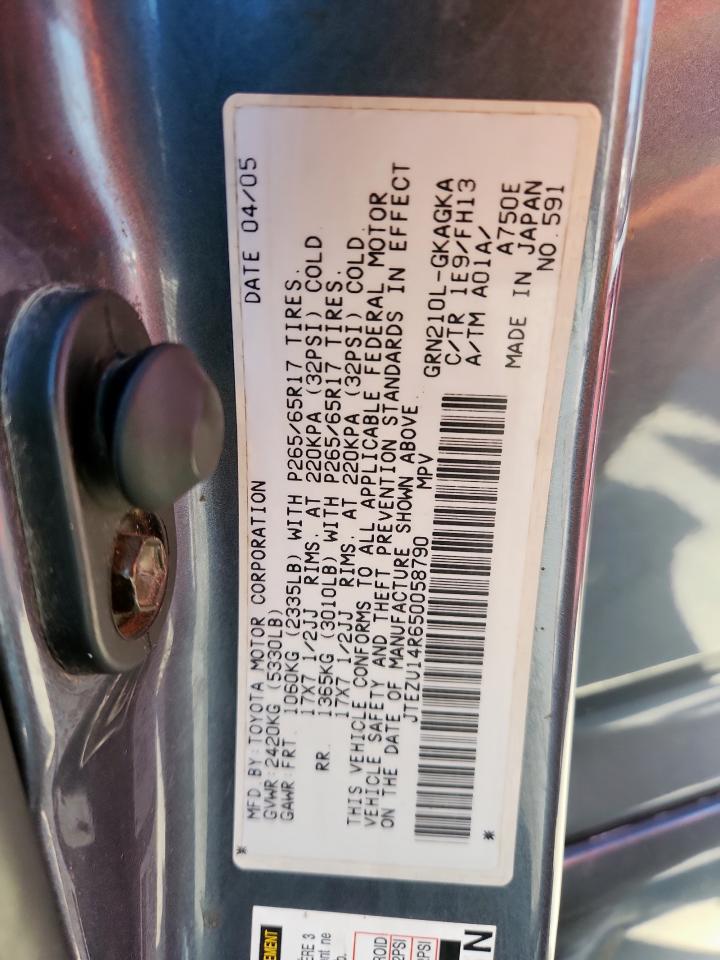 MFD BY:TOYOTA MOTOR CORPORATION DATE 04/05
GVWR:2420KG (5330LB)
GAWR:FRT. 1060KG (2335LB) WITH P265/65R17 TIRES.
17X7 1/2JJ RIMS. AT 220KPA (32PSI) COLD
RR. 1365KG (3010LB) WITH P265/65R17 TIRES.
17X7 1/2JJ RIMS. AT 220KPA (32PSI) COLD.
THIS VEHICLE CONFORMS TO ALL APPLICABLE FEDERAL MOTOR
VEHICLE SAFETY AND THEFT PREVENTION STANDARDS IN EFFECT
ON THE DATE OF MANUFACTURE SHOWN ABOVE.
JTEZU14R650058790 MPV
GRN210L-GKAGKA
C/TR 1E9/FH13
A/TM A01A/
A750E
MADE IN JAPAN
NO.591
* *